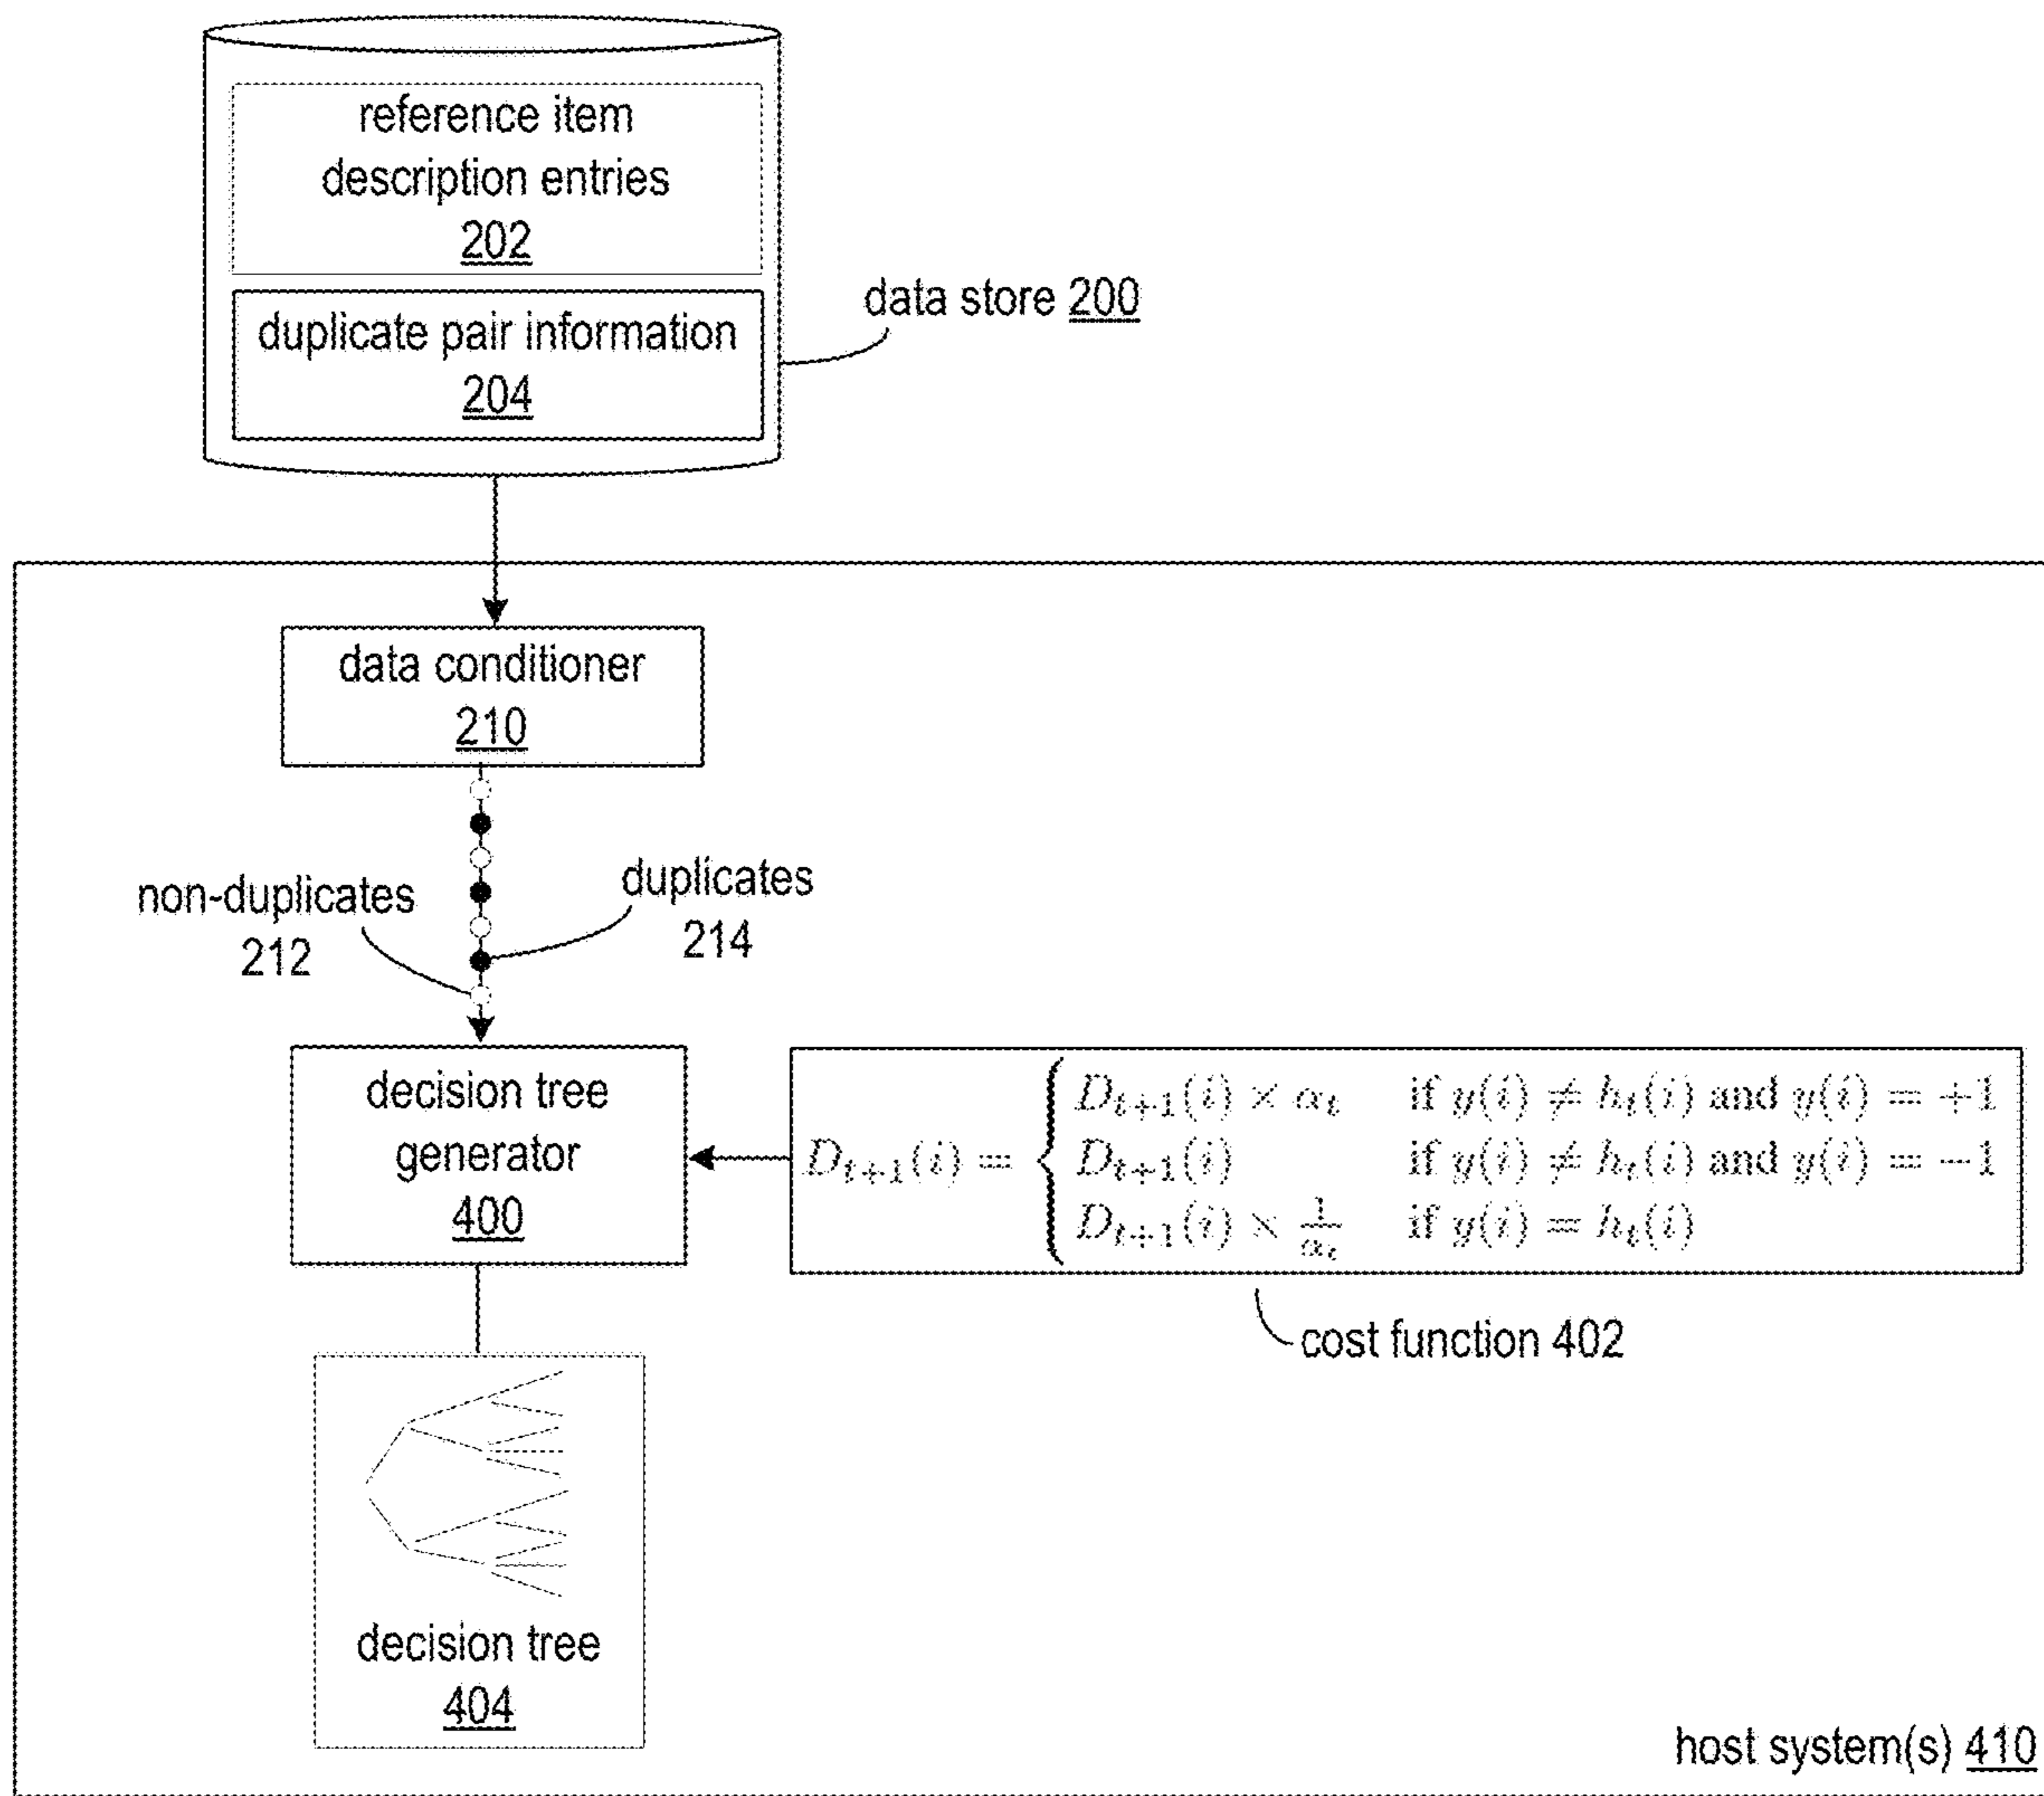 reference item
description entries
202
duplicate pair information
204
data store 200
data conditioner
210
non-duplicates
212
duplicates
214
decision tree
generator
400
D_{t+1}(i) = {
D_{t+1}(i) × α_t if y(i) ≠ h_t(i) and y(i) = +1
D_{t+1}(i) if y(i) ≠ h_t(i) and y(i) = −1
D_{t+1}(i) × 1/α_t if y(i) = h_t(i)
cost function 402
decision tree
404
host system(s) 410